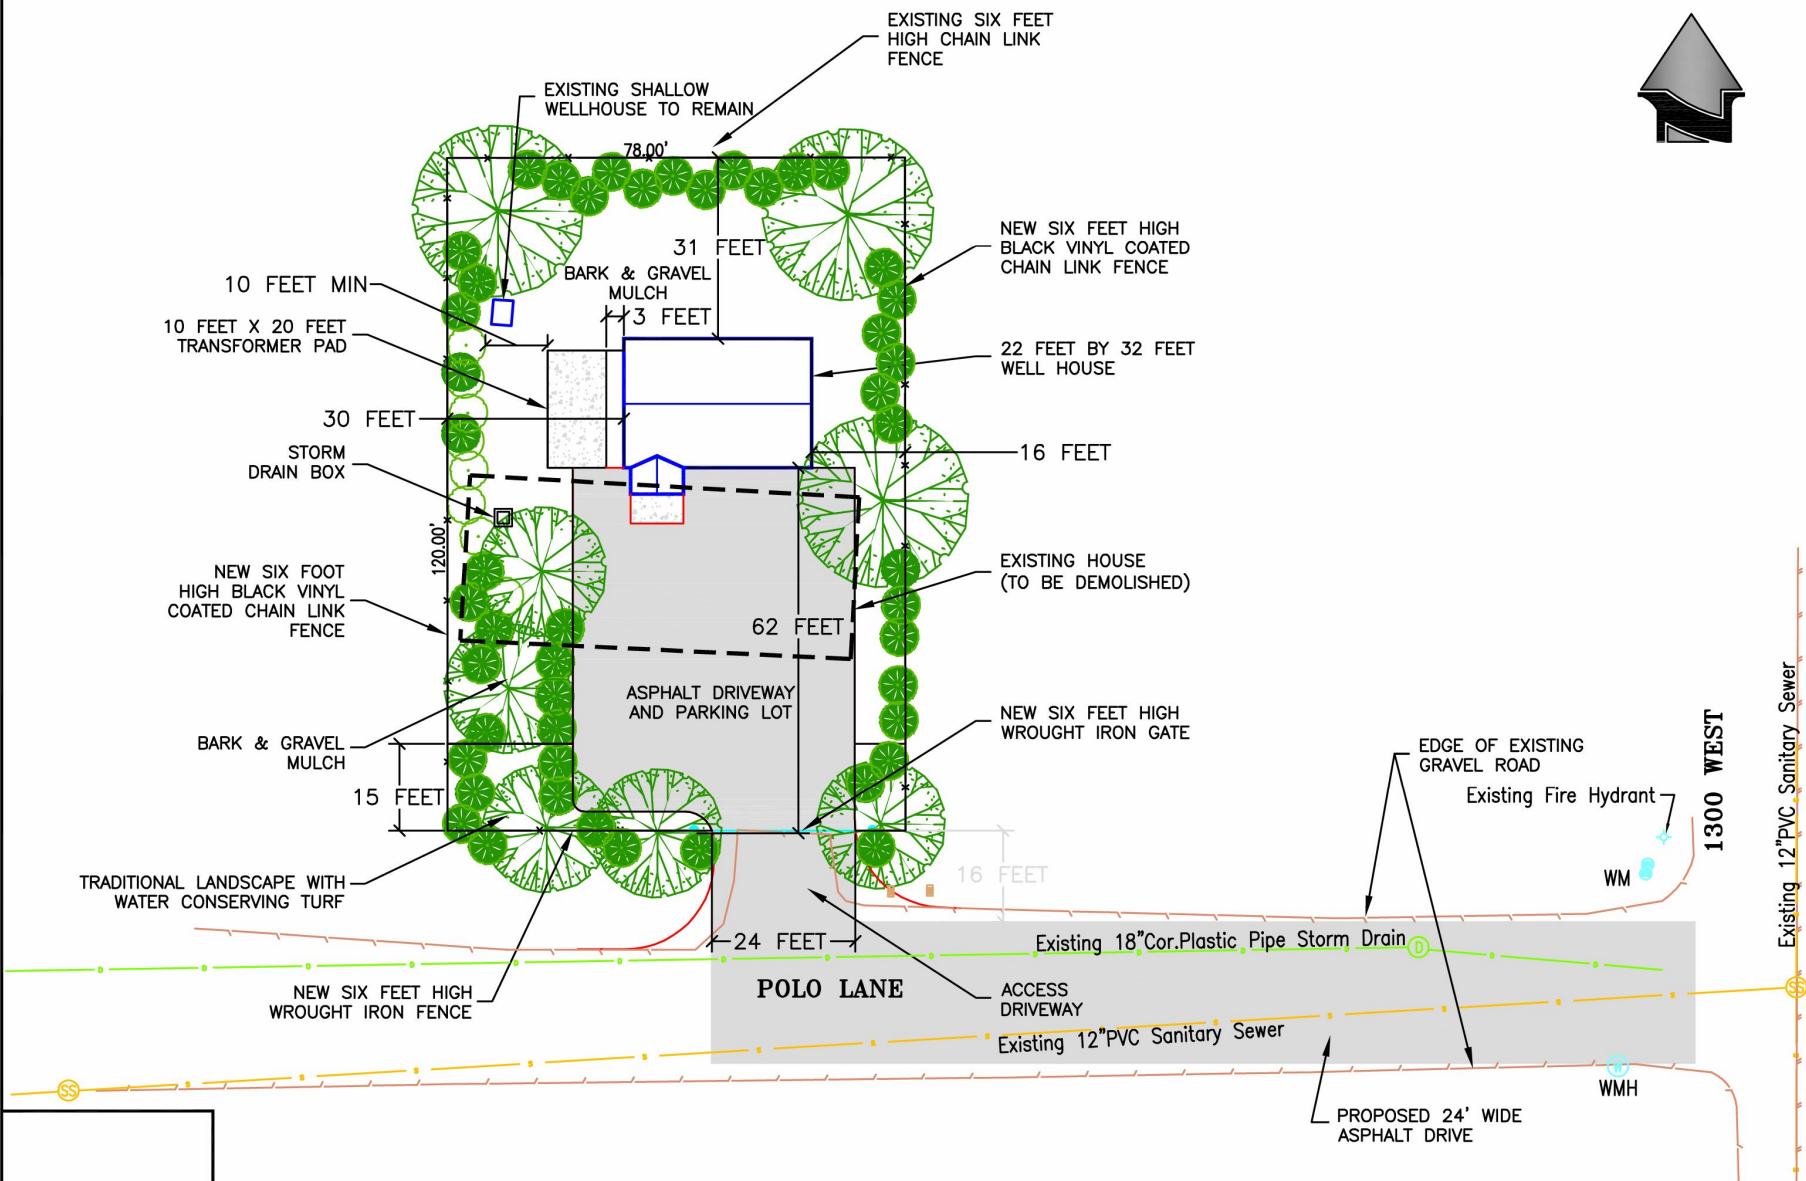 EXISTING SIX FEET
HIGH CHAIN LINK
FENCE
EXISTING SHALLOW
WELLHOUSE TO REMAIN
78.00'
31 FEET
NEW SIX FEET HIGH
BLACK VINYL COATED
CHAIN LINK FENCE
BARK & GRAVEL
MULCH
10 FEET MIN
3 FEET
10 FEET X 20 FEET
TRANSFORMER PAD
22 FEET BY 32 FEET
WELL HOUSE
30 FEET
STORM
DRAIN BOX
16 FEET
120.00'
NEW SIX FOOT
HIGH BLACK VINYL
COATED CHAIN LINK
FENCE
EXISTING HOUSE
(TO BE DEMOLISHED)
62 FEET
ASPHALT DRIVEWAY
AND PARKING LOT
NEW SIX FEET HIGH
WROUGHT IRON GATE
BARK & GRAVEL
MULCH
15 FEET
EDGE OF EXISTING
GRAVEL ROAD
Existing Fire Hydrant
1300 WEST
Existing 12"PVC Sanitary Sewer
WM
16 FEET
TRADITIONAL LANDSCAPE WITH
WATER CONSERVING TURF
24 FEET
Existing 18"Cor.Plastic Pipe Storm Drain
D
POLO LANE
NEW SIX FEET HIGH
WROUGHT IRON FENCE
ACCESS
DRIVEWAY
SS
Existing 12"PVC Sanitary Sewer
SS
W
WMH
PROPOSED 24' WIDE
ASPHALT DRIVE